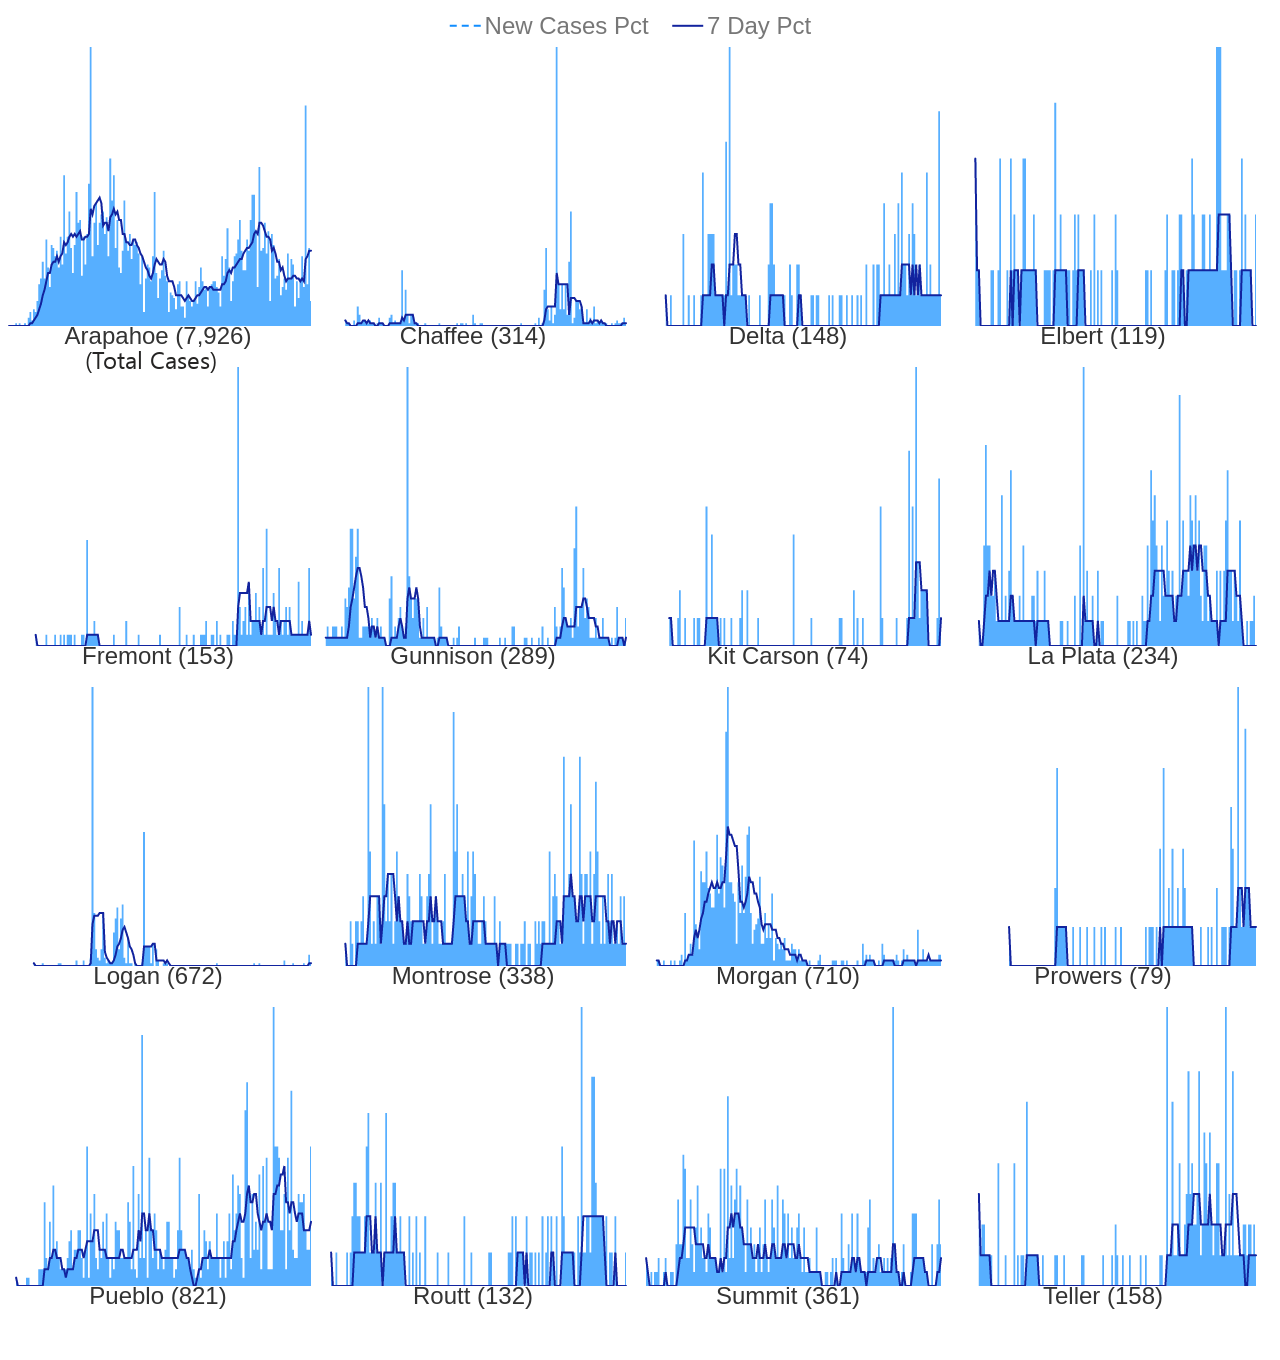 New Cases Pct 7 Day Pct
Arapahoe (7,926) Chaffee (314) Delta (148) Elbert (119)
(Total Cases)
Fremont (153) Gunnison (289) Kit Carson (74) La Plata (234)
Logan (672) Montrose (338) Morgan (710) Prowers (79)
Pueblo (821) Routt (132) Summit (361) Teller (158)